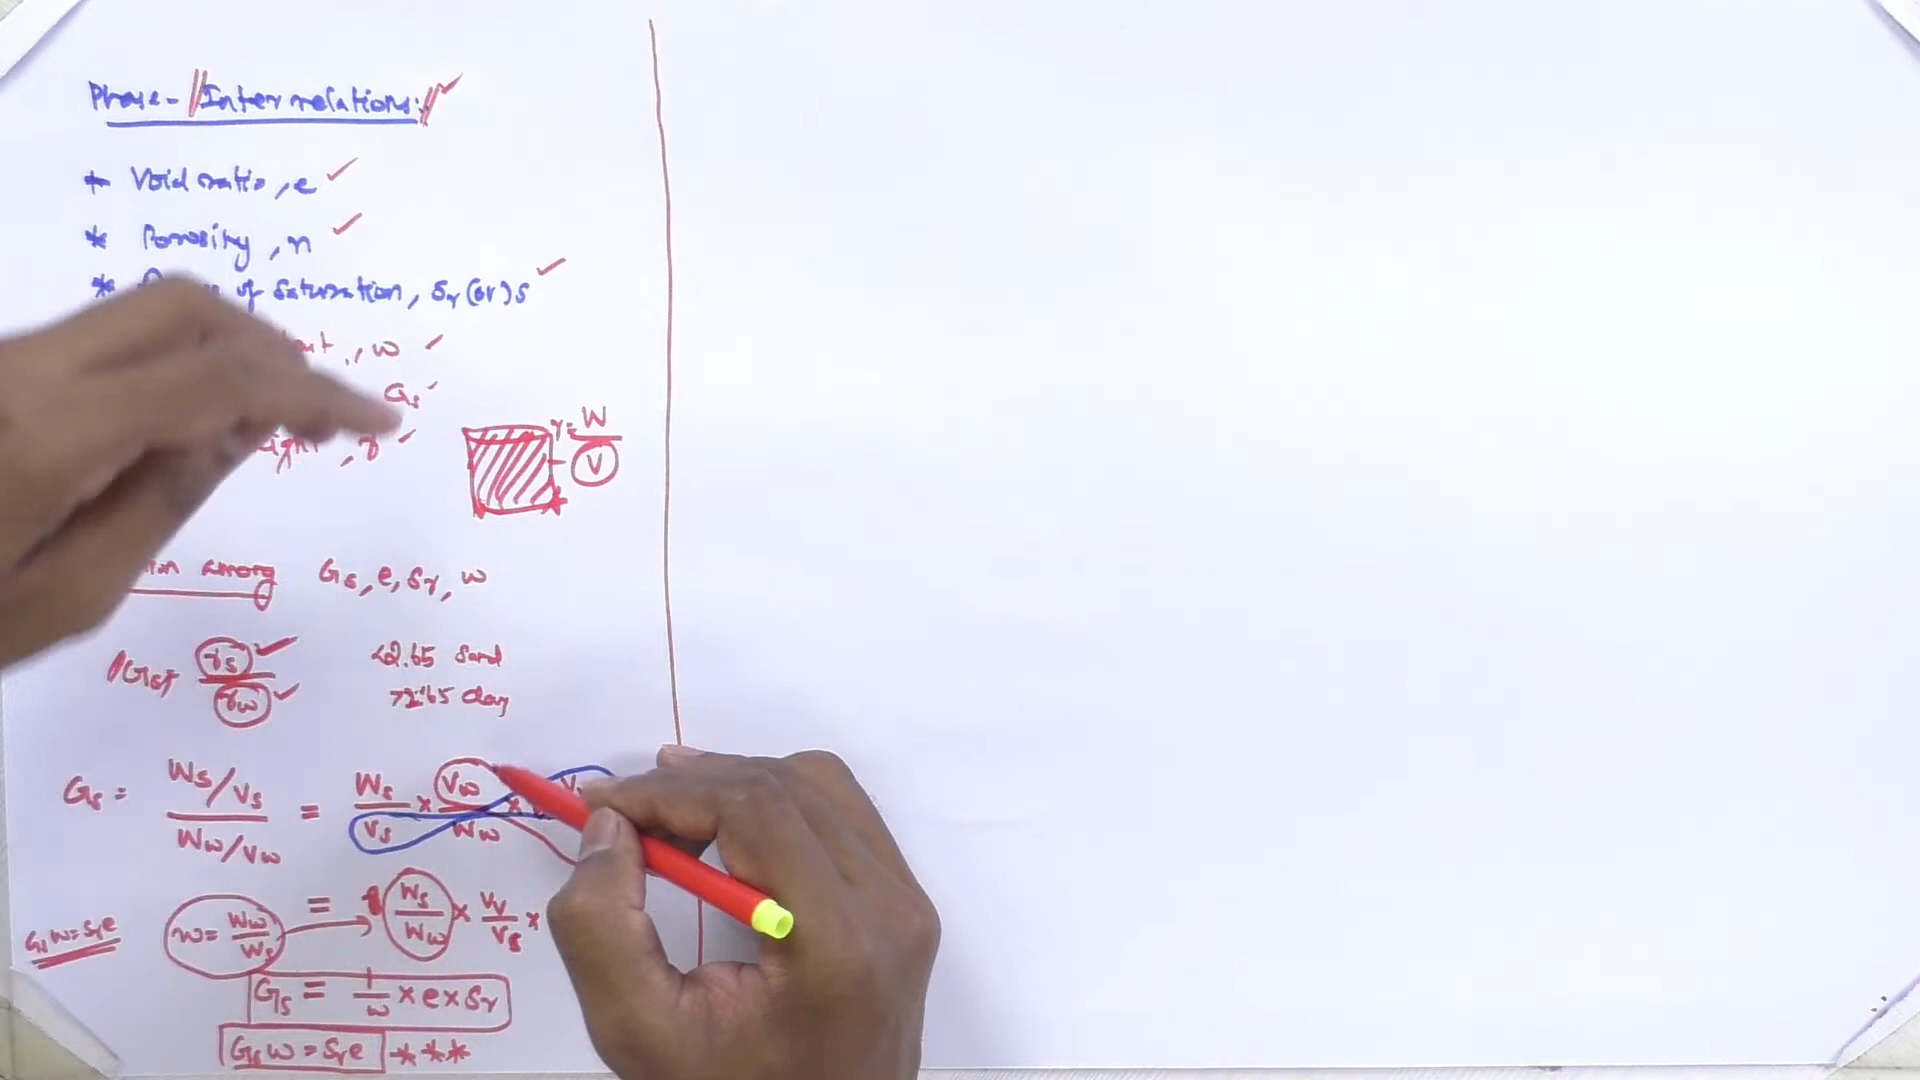 Phase - Inter relations:
* Void ratio, e
* Porosity, n
* of saturation, Sr (or) s
, w
Gs
, γ
γ = W / V
among Gs, e, Sr, w
Gs = γs / γw
<2.65 Sand
>2.65 clay
Gs = Ws/Vs / Ww/Vw = Ws / Vs × Vw / Ww ×
w = Ww / Ws = Ws / Ww × Vv / Vs ×
Gs w = Sr e
Gs = 1 / w × e × Sr
Gs w = Sr e ***